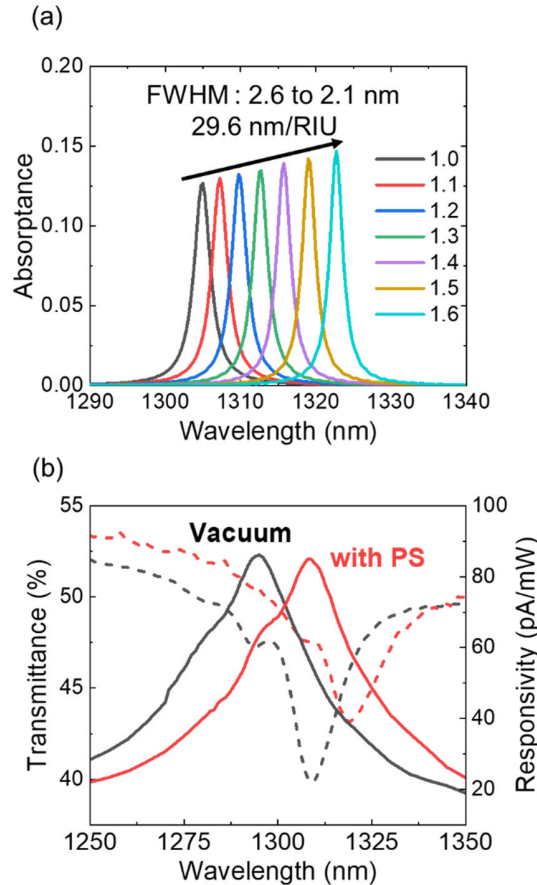 (a)
0.20
0.15
0.10
0.05
0.00
Absorptance
FWHM : 2.6 to 2.1 nm
29.6 nm/RIU
1.0
1.1
1.2
1.3
1.4
1.5
1.6
1290 1300 1310 1320 1330 1340
Wavelength (nm)
(b)
55
50
45
40
Transmittance (%)
Vacuum
with PS
100
80
60
40
20
Responsivity (pA/mW)
1250 1275 1300 1325 1350
Wavelength (nm)